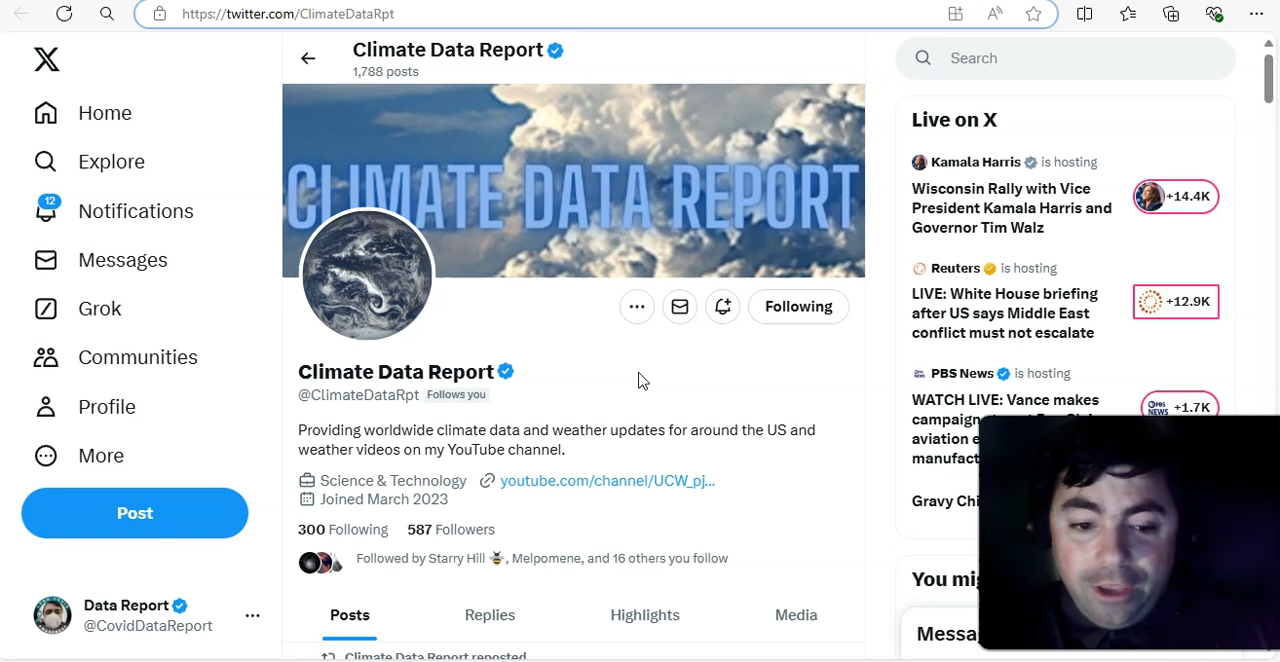 https://twitter.com/ClimateDataRpt
X
Home
Explore
12
Notifications
Messages
Grok
Communities
Profile
More
Post
Data Report
@CovidDataReport
Climate Data Report
1,788 posts
CLIMATE DATA REPORT
Following
Climate Data Report
@ClimateDataRpt Follows you
Providing worldwide climate data and weather updates for around the US and
weather videos on my YouTube channel.
Science & Technology youtube.com/channel/UCW_pj...
Joined March 2023
300 Following 587 Followers
Followed by Starry Hill 🐝, Melpomene, and 16 others you follow
Posts Replies Highlights Media
Climate Data Report reposted
Search
Live on X
Kamala Harris is hosting
Wisconsin Rally with Vice
President Kamala Harris and
Governor Tim Walz
+14.4K
Reuters is hosting
LIVE: White House briefing
after US says Middle East
conflict must not escalate
+12.9K
PBS News is hosting
WATCH LIVE: Vance makes
campaign
aviation
manufact
PBS NEWS +1.7K
Gravy Chi
You mi
Messa